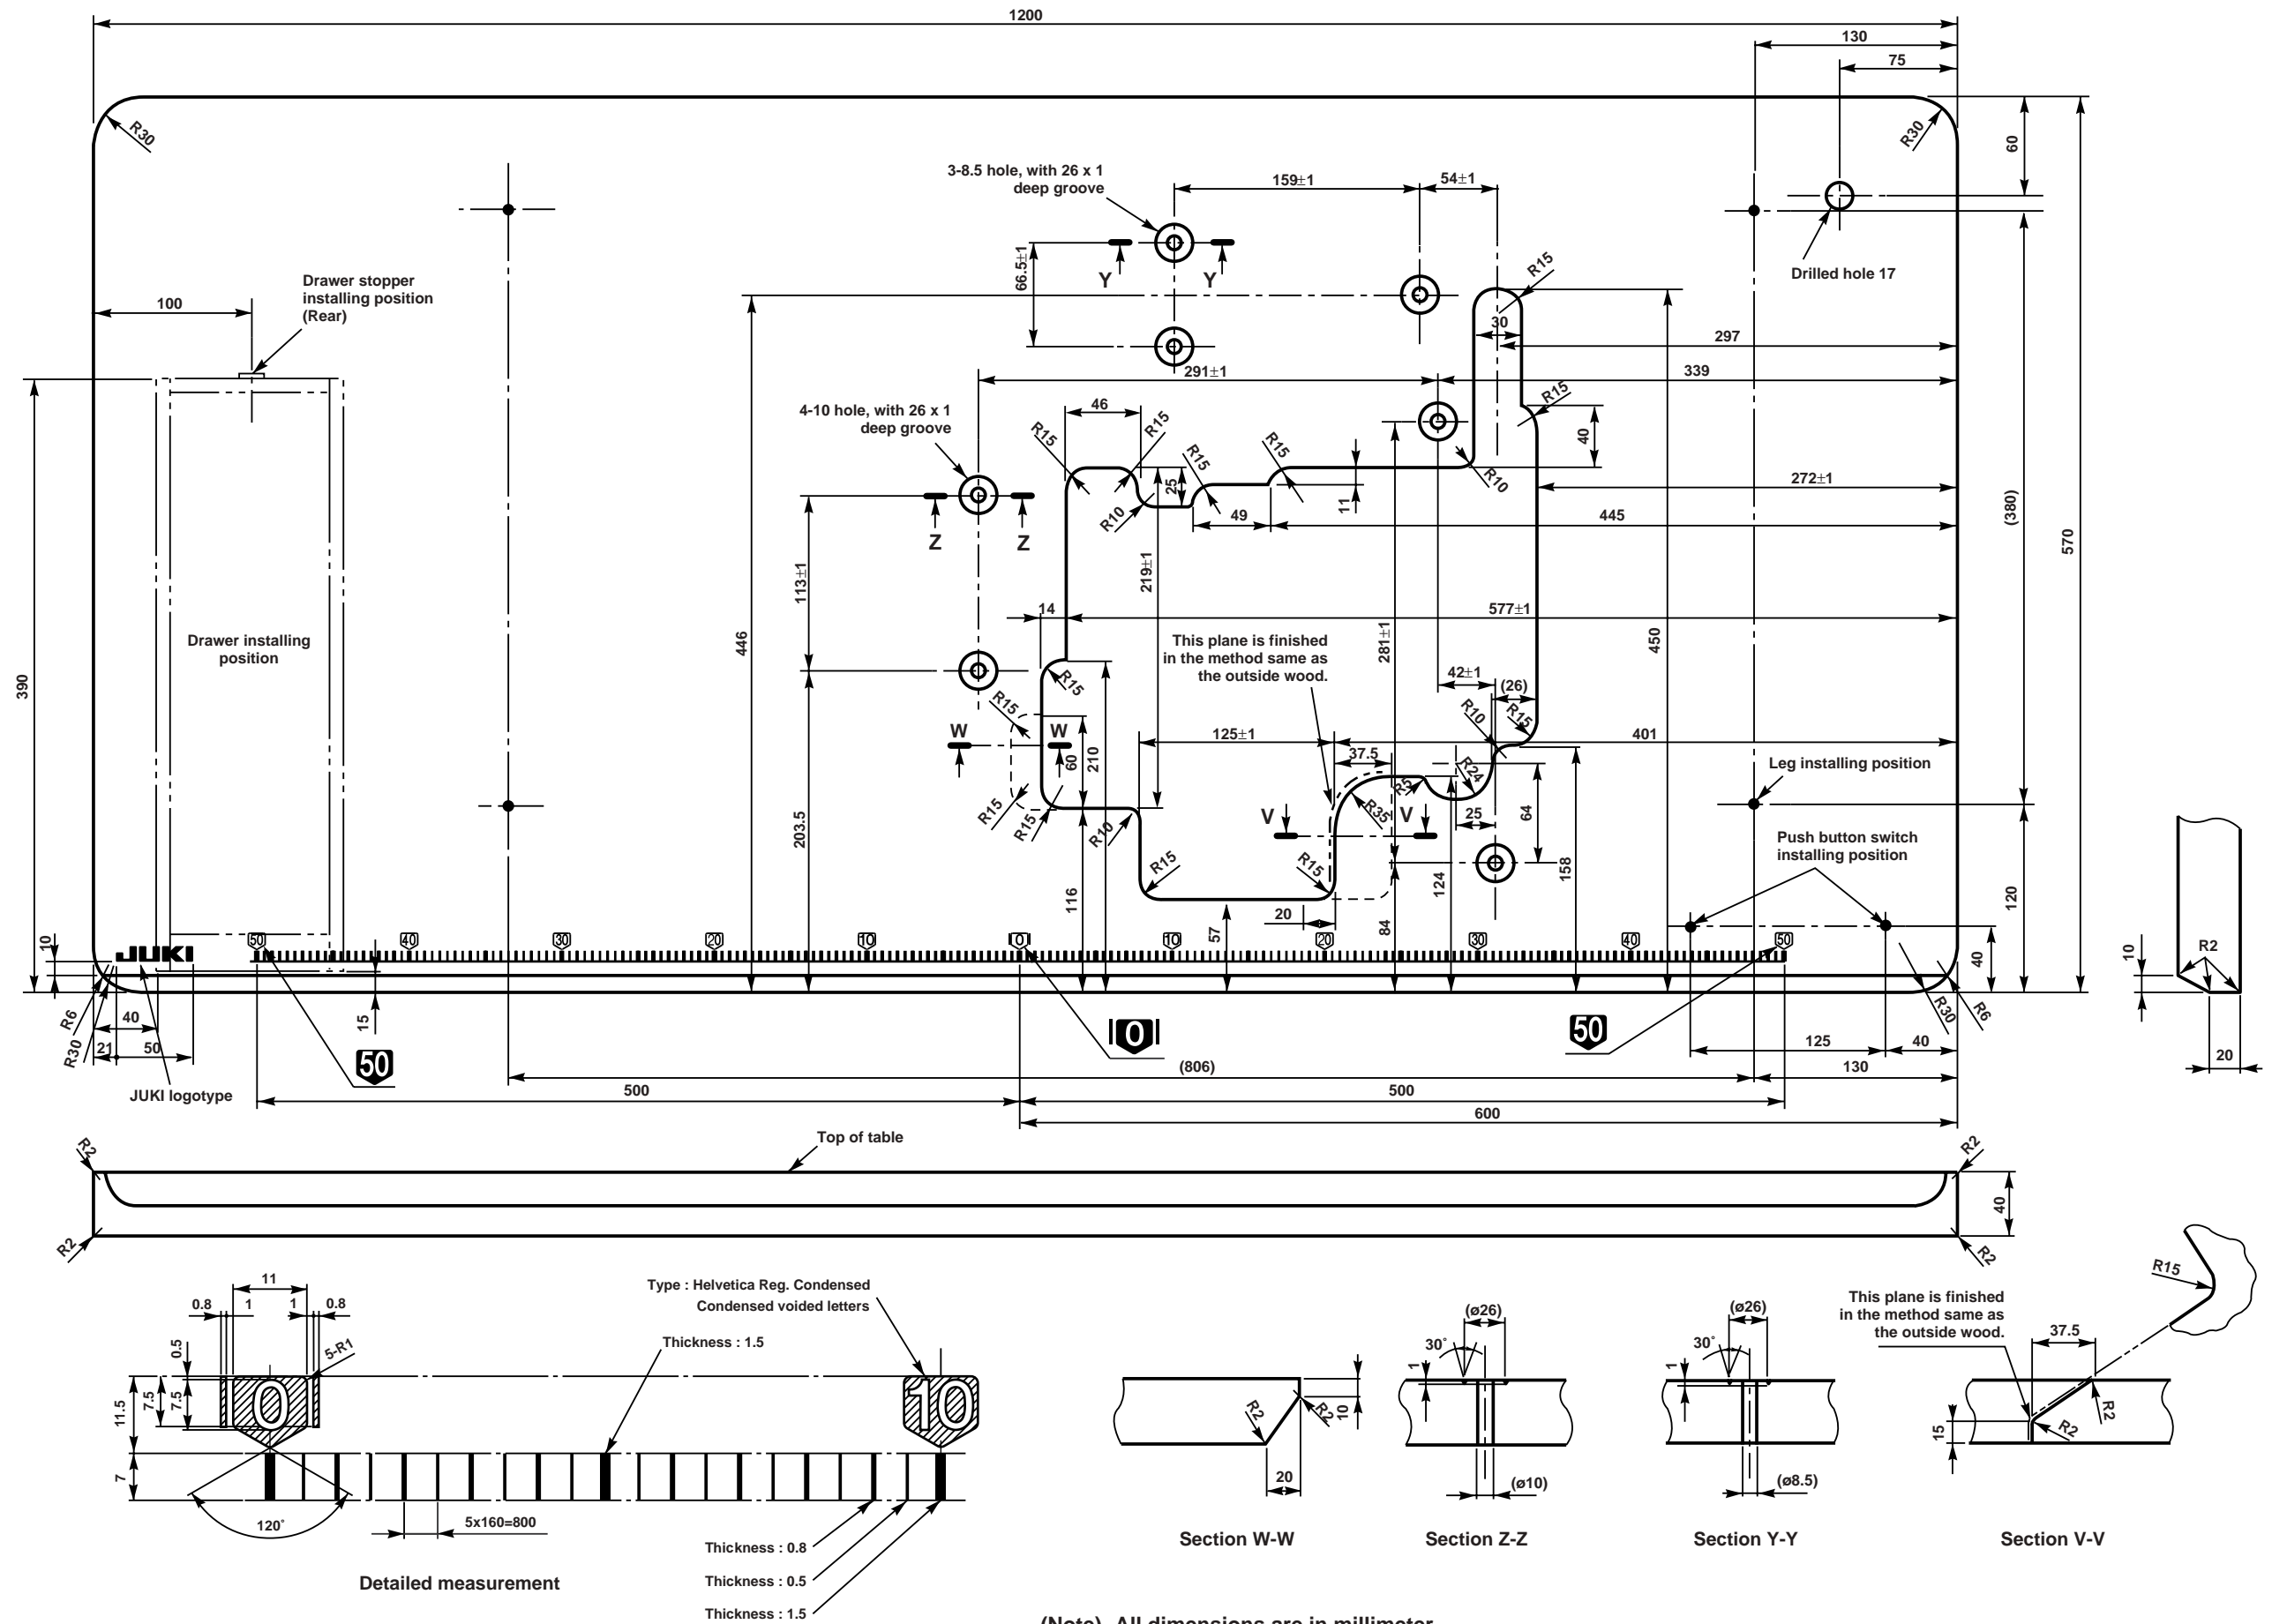 1200
130
75
R30
R30
60
3-8.5 hole, with 26 x 1
deep groove
159±1
54±1
66.5±1
Y
Y
R15
Drilled hole 17
Drawer stopper
installing position
(Rear)
100
30
297
291±1
339
4-10 hole, with 26 x 1
deep groove
46
R15
R15
R15
R15
R15
40
R10
R10
25
11
272±1
49
445
(380)
570
Z
Z
113±1
219±1
14
577±1
Drawer installing
position
446
This plane is finished
in the method same as
the outside wood.
281±1
450
390
42±1
(26)
R15
R15
R10
R15
W
W
125±1
401
60
210
37.5
R24
Leg installing position
R15
R15
R10
R5
R35
V
V
25
64
203.5
Push button switch
installing position
R15
R15
116
20
57
124
84
158
120
10
JUKI
50
40
30
20
10
0
10
20
30
40
50
40
10
R2
R6
R30
40
15
21
50
50
0
50
R30
R6
125
40
20
(806)
130
JUKI logotype
500
500
600
Top of table
R2
R2
40
R2
R2
11
0.8
1
1
0.8
Type : Helvetica Reg. Condensed
Condensed voided letters
Thickness : 1.5
0.5
5-R1
11.5
7.5
7.5
0
10
7
120°
5x160=800
Thickness : 0.8
Thickness : 0.5
Thickness : 1.5
Detailed measurement
R2
R2
10
20
Section W-W
(ø26)
30°
1
(ø10)
Section Z-Z
(ø26)
30°
1
(ø8.5)
Section Y-Y
R15
This plane is finished
in the method same as
the outside wood.
37.5
R2
R2
15
Section V-V
(Note) All dimensions are in millimeter